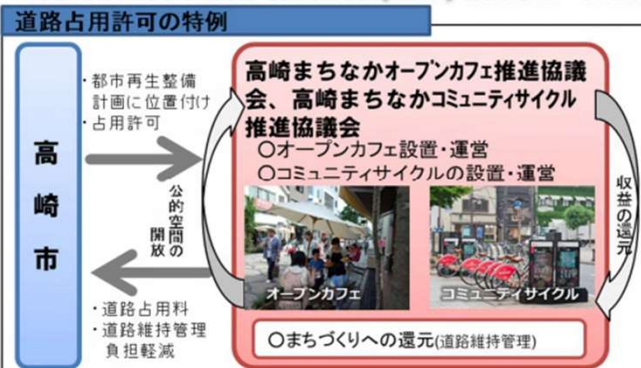 道路占用許可の特例
高崎市
・都市再生整備
計画に位置付け
・占用許可
公的空間の
開放
・道路占用料
・道路維持管理
負担軽減
高崎まちなかオープンカフェ推進協議
会、高崎まちなかコミュニティサイクル
推進協議会
○オープンカフェ設置・運営
○コミュニティサイクルの設置・運営
オープンカフェ
コミュニティサイクル
収益の還元
○まちづくりへの還元(道路維持管理)